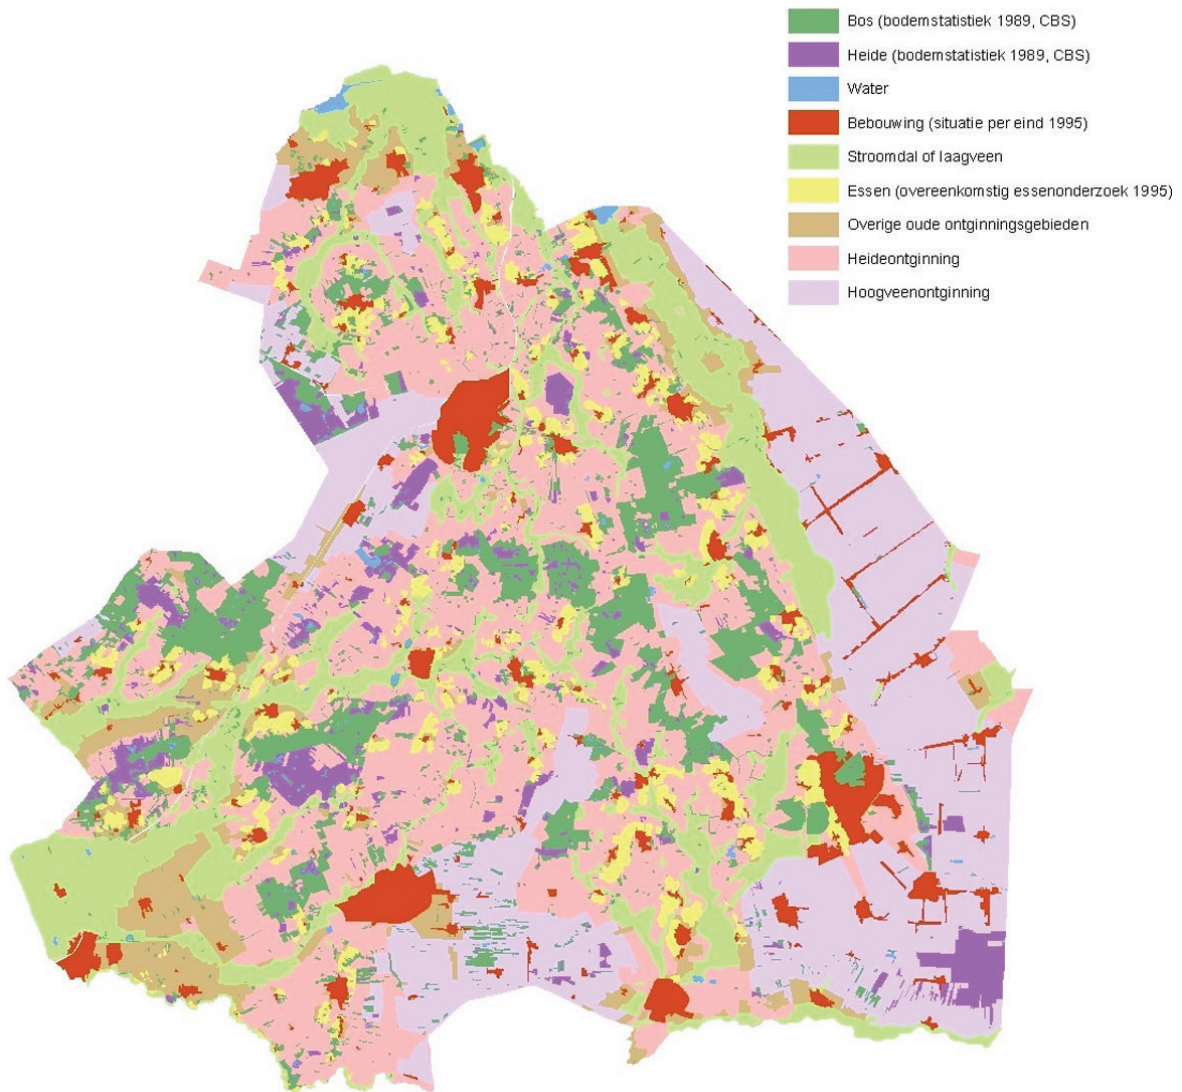 Bos (bodemstatistiek 1989, CBS)
Heide (bodemstatistiek 1989, CBS)
Water
Bebouwing (situatie per eind 1995)
Stroomdal of laagveen
Essen (overeenkomstig essenonderzoek 1995)
Overige oude ontginningsgebieden
Heideontginning
Hoogveenontginning